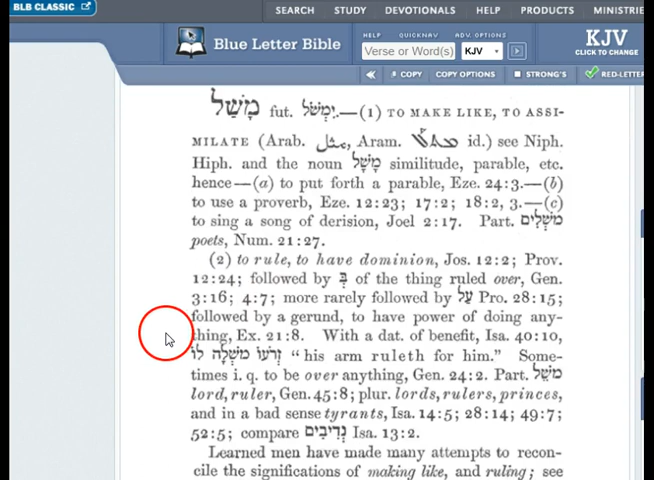 BLB CLASSIC
SEARCH STUDY DEVOTIONALS HELP PRODUCTS MINISTRIE
Blue Letter Bible
HELP QUICKNAV ADV. OPTIONS
Verse or Word(s) KJV
KJV
CLICK TO CHANGE
COPY COPY OPTIONS STRONG'S RED-LETTER
מָשַׁל fut. יִמְשֹׁל.—(1) TO MAKE LIKE, TO ASSI-
MILATE (Arab. مثل, Aram. id.) see Niph.
Hiph. and the noun מָשָׁל similitude, parable, etc.
hence—(a) to put forth a parable, Eze. 24:3.—(b)
to use a proverb, Eze. 12:23; 17:2; 18:2, 3.—(c)
to sing a song of derision, Joel 2:17. Part. מֹשְׁלִים
poets, Num. 21:27.
(2) to rule, to have dominion, Jos. 12:2; Prov.
12:24; followed by בְּ of the thing ruled over, Gen.
3:16; 4:7; more rarely followed by עַל Pro. 28:15;
followed by a gerund, to have power of doing any-
thing, Ex. 21:8. With a dat. of benefit, Isa. 40:10,
זְרֹעוֹ מֹשְׁלָה לוֹ "his arm ruleth for him." Some-
times i. q. to be over anything, Gen. 24:2. Part. מֹשֵׁל
lord, ruler, Gen. 45:8; plur. lords, rulers, princes,
and in a bad sense tyrants, Isa. 14:5; 28:14; 49:7;
52:5; compare נְדִיבִים Isa. 13:2.
Learned men have made many attempts to recon-
cile the significations of making like, and ruling; see